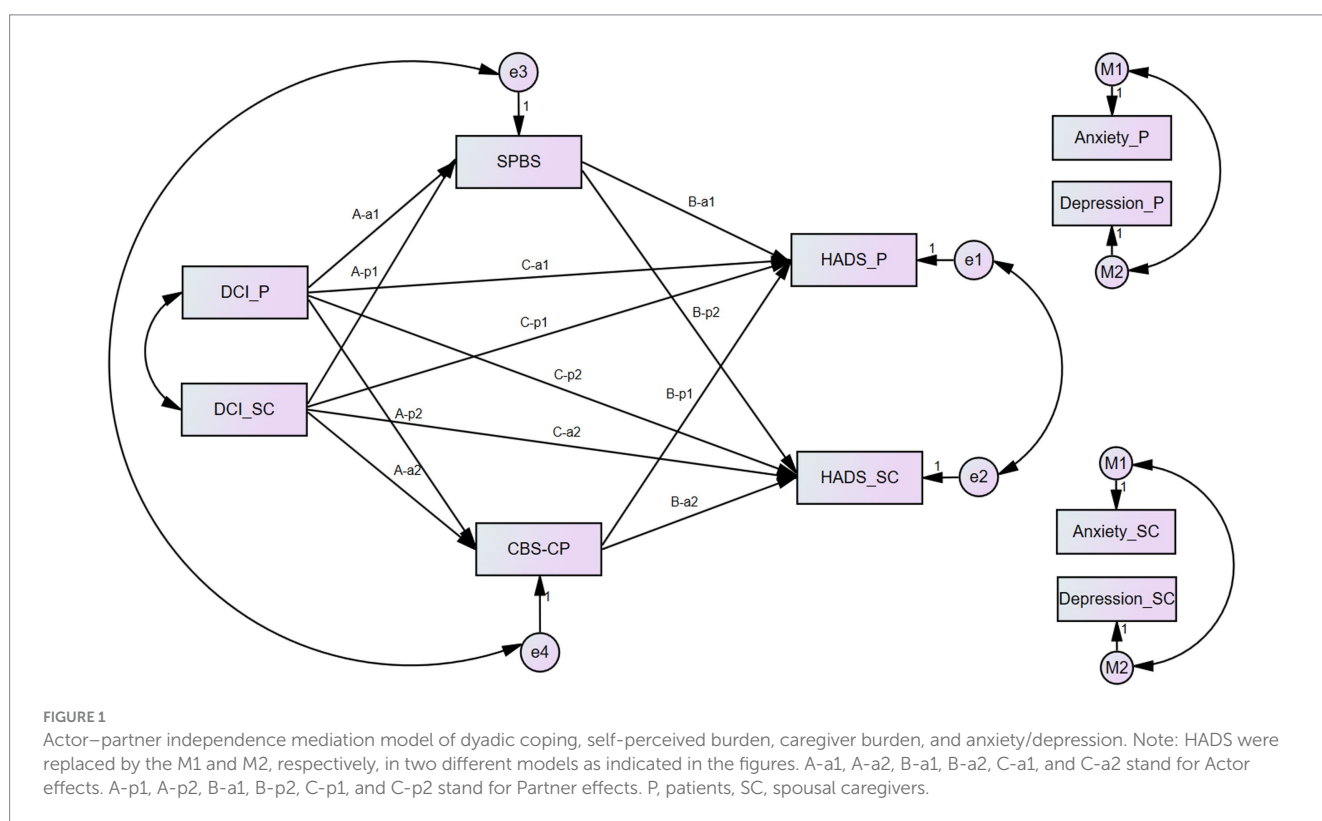 e3
1
SPBS
M1
1
Anxiety_P
Depression_P
1
M2
A-a1
A-p1
B-a1
C-a1
HADS_P
1
e1
DCI_P
C-p1
B-p2
DCI_SC
C-p2
B-p1
A-p2
C-a2
A-a2
HADS_SC
1
e2
B-a2
CBS-CP
1
e4
M1
1
Anxiety_SC
Depression_SC
1
M2
FIGURE 1
Actor–partner independence mediation model of dyadic coping, self-perceived burden, caregiver burden, and anxiety/depression. Note: HADS were
replaced by the M1 and M2, respectively, in two different models as indicated in the figures. A-a1, A-a2, B-a1, B-a2, C-a1, and C-a2 stand for Actor
effects. A-p1, A-p2, B-a1, B-p2, C-p1, and C-p2 stand for Partner effects. P, patients, SC, spousal caregivers.